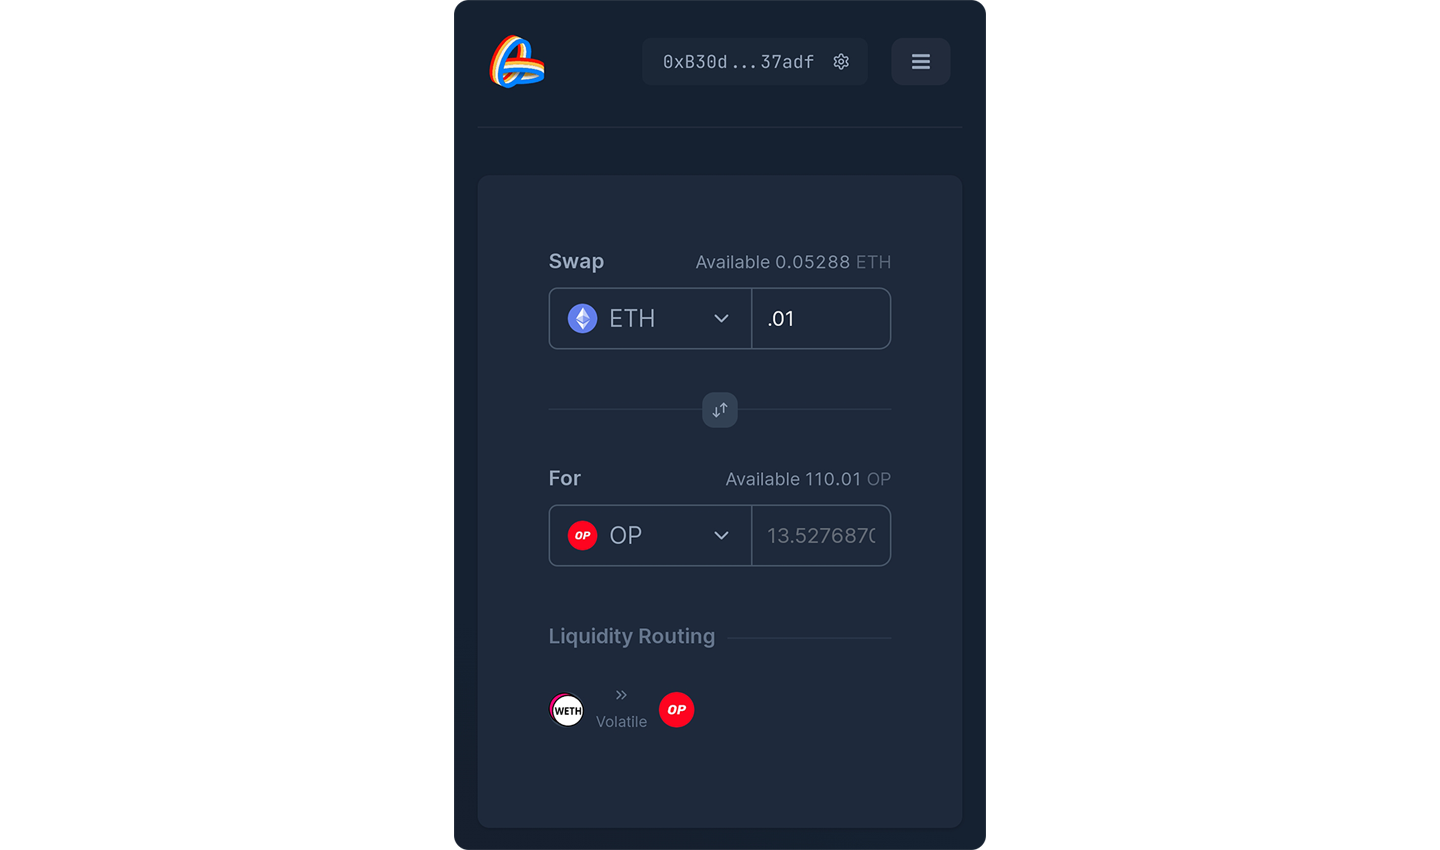 0xB30d...37adf
Swap Available 0.05288 ETH
ETH .01
For Available 110.01 OP
OP OP 13.5276870
Liquidity Routing
WETH Volatile OP